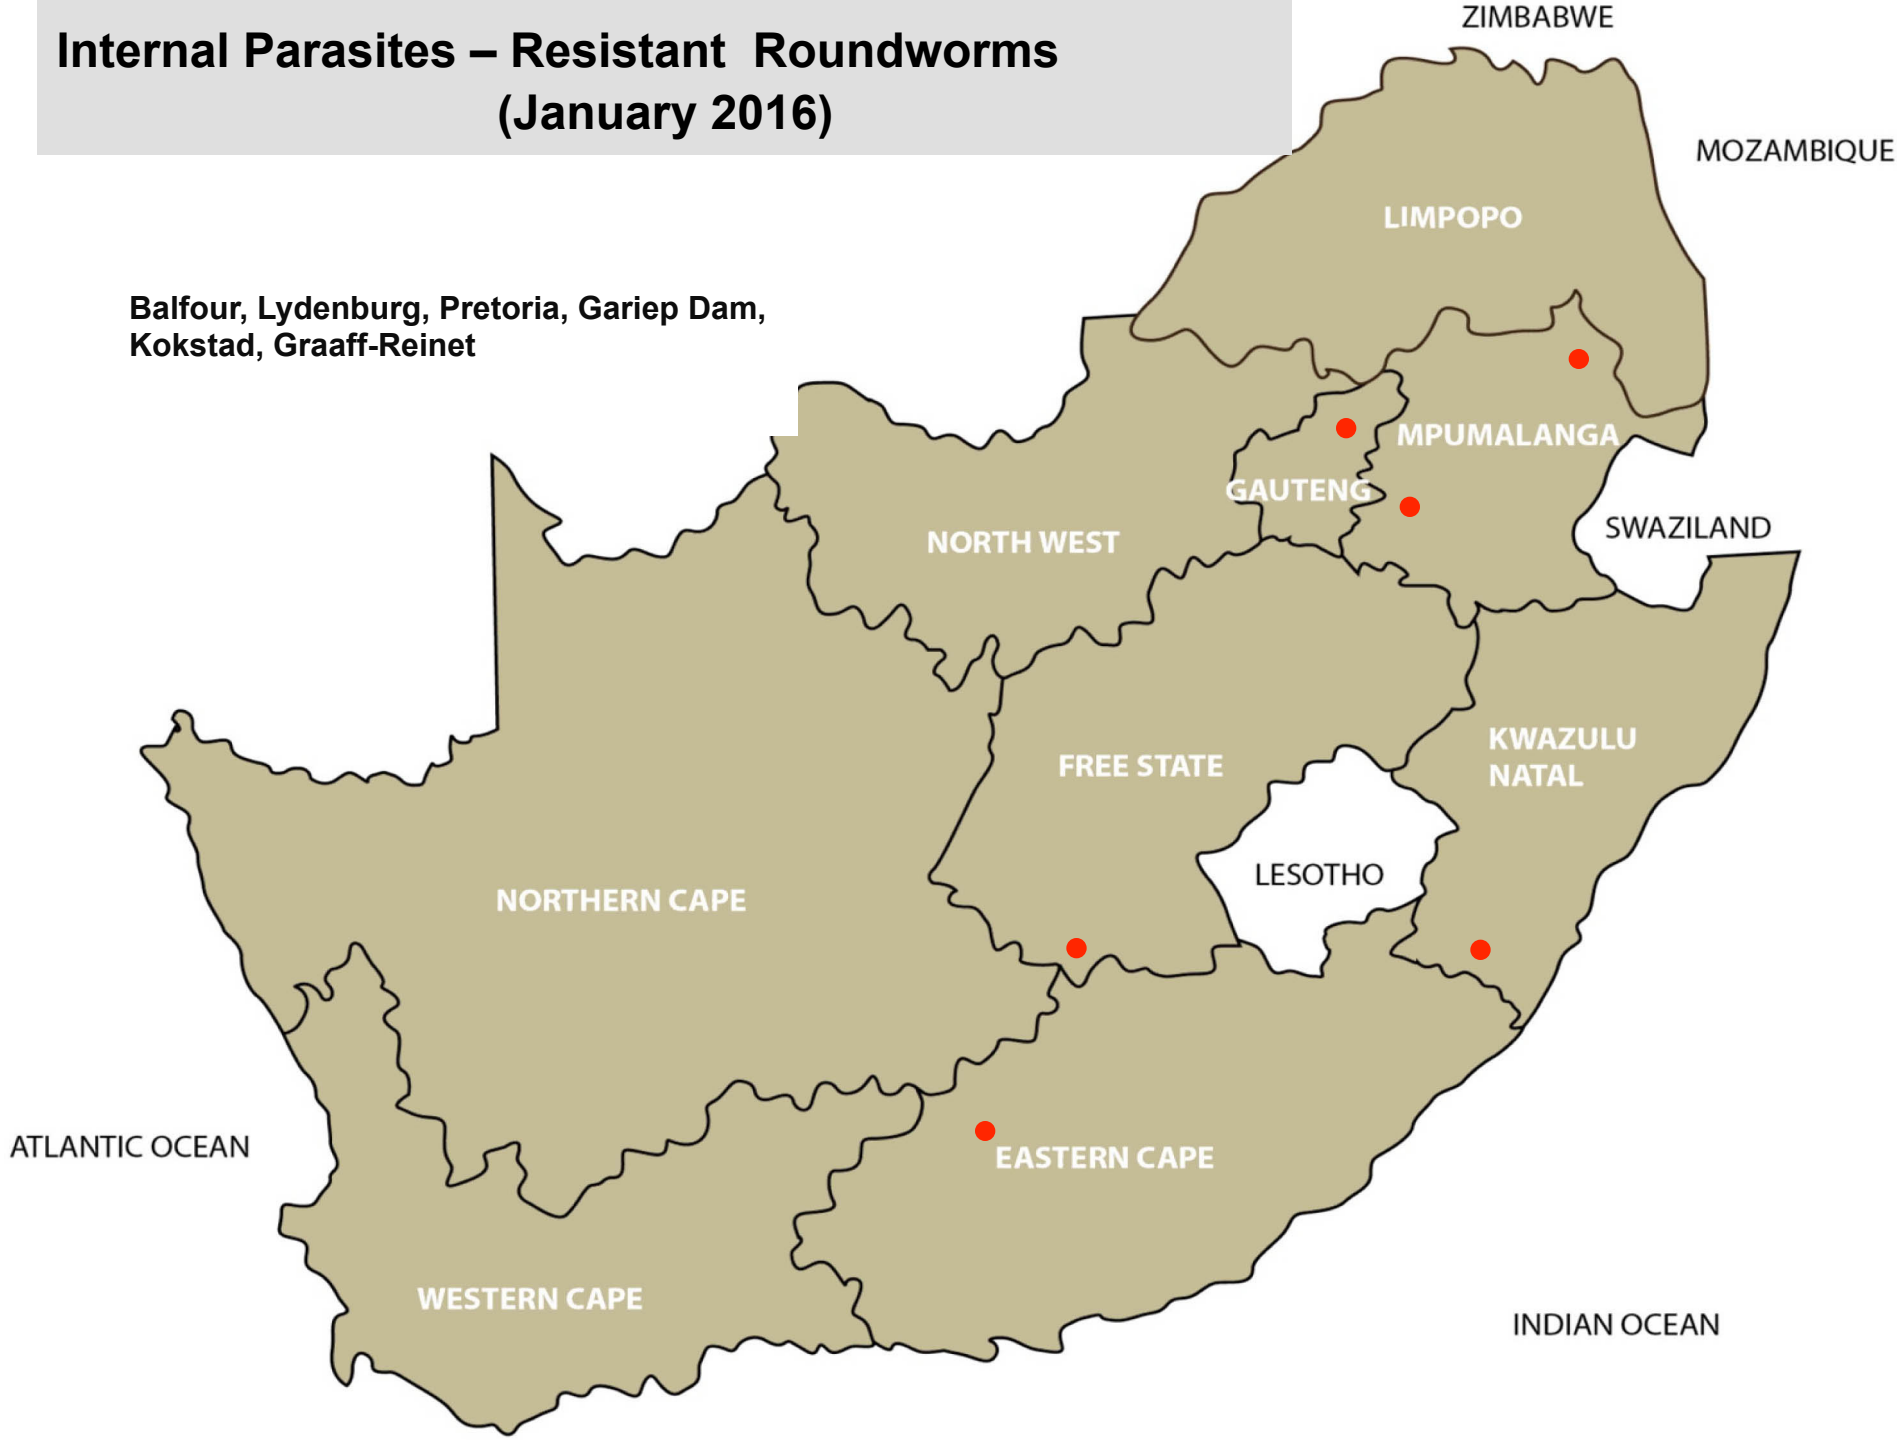 Internal Parasites – Resistant Roundworms
(January 2016)
ZIMBABWE
MOZAMBIQUE
LIMPOPO
Balfour, Lydenburg, Pretoria, Gariep Dam,
Kokstad, Graaff-Reinet
MPUMALANGA
GAUTENG
SWAZILAND
NORTH WEST
KWAZULU
NATAL
FREE STATE
LESOTHO
NORTHERN CAPE
ATLANTIC OCEAN
EASTERN CAPE
WESTERN CAPE
INDIAN OCEAN